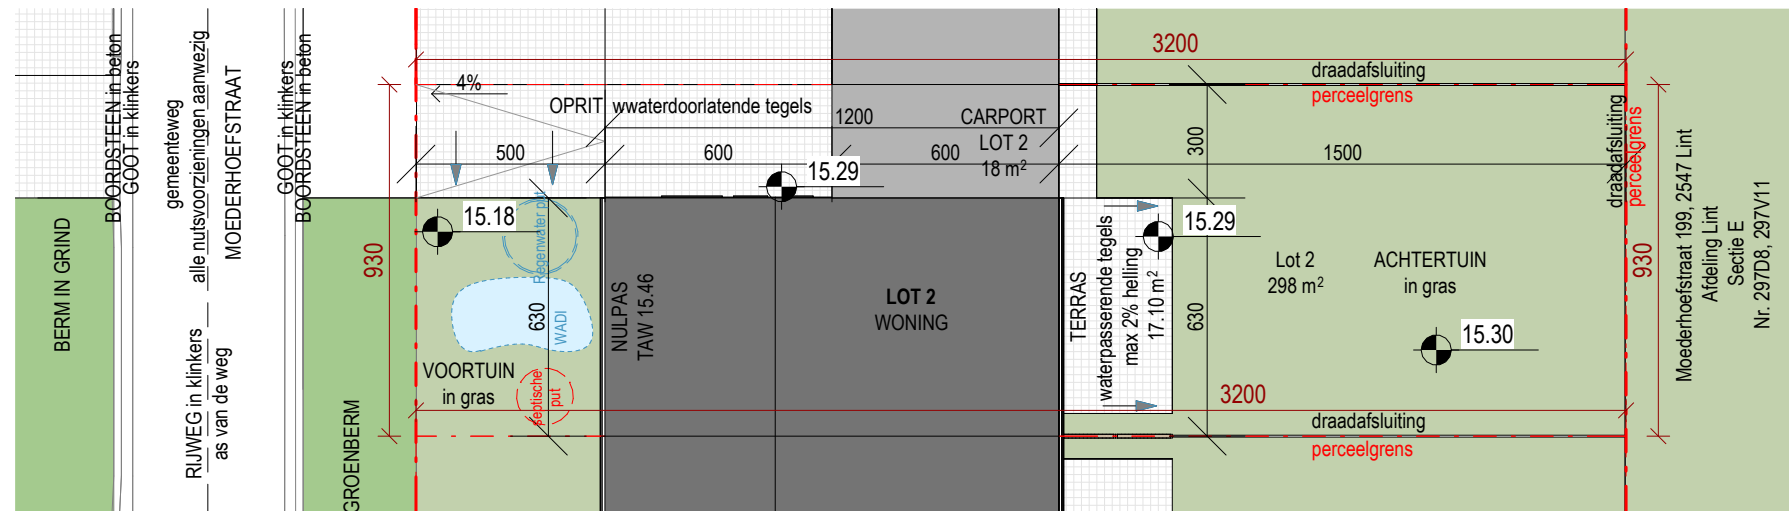 BOORDSTEEN in beton
GOOT in klinkers
gemeenteweg
alle nutsvoorzieningen aanwezig
MOEDERHOEFSTRAAT
GOOT in klinkers
BOORDSTEEN in beton
BERM IN GRIND
RIJWEG in klinkers
as van de weg
GROENBERM
3200
draadafsluiting
perceelgrens
4%
OPRIT wwaterdoorlatende tegels
1200
CARPORT
LOT 2
18 m²
500
600
600
300
1500
15.29
15.18
15.29
930
Regenwater put
WADI
630
septische
put
VOORTUIN
in gras
NULPAS
TAW 15.46
LOT 2
WONING
TERRAS
waterpasserende tegels
max 2% helling
17.10 m²
630
Lot 2
298 m²
ACHTERTUIN
in gras
15.30
3200
draadafsluiting
perceelgrens
draadafsluiting
perceelgrens
930
Moederhoefstraat 199, 2547 Lint
Afdeling Lint
Sectie E
Nr. 297D8, 297V11